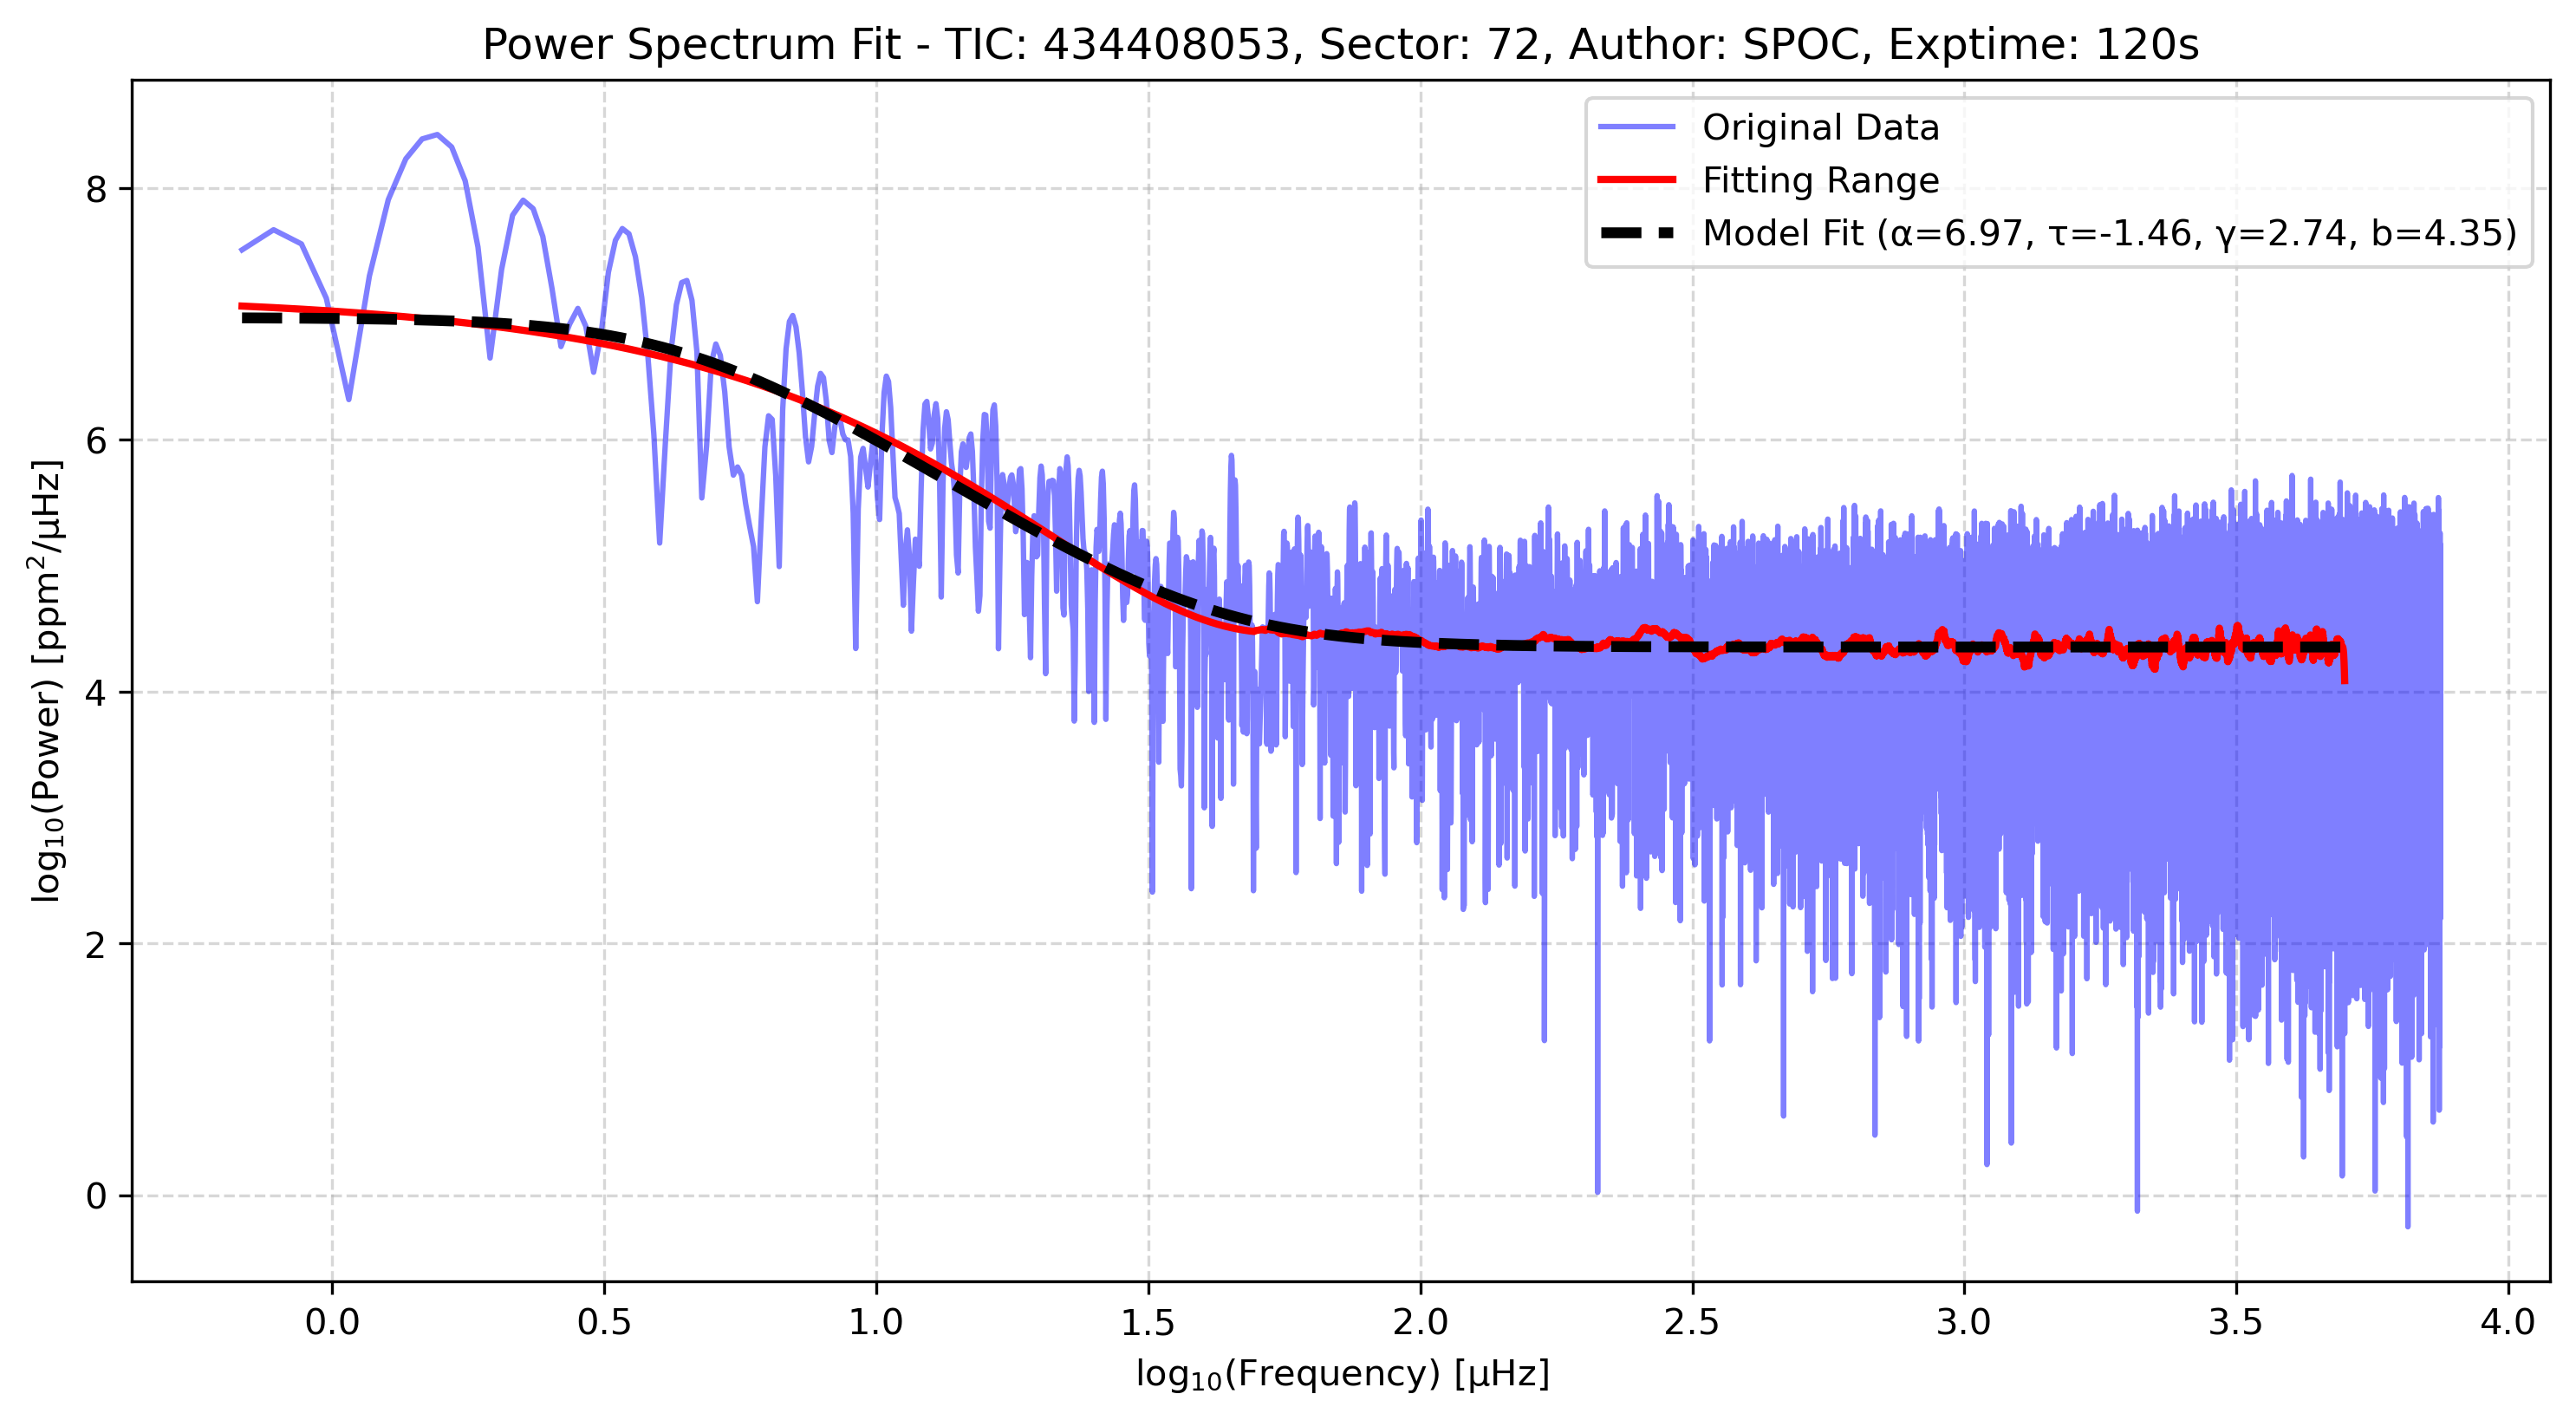 Power Spectrum Fit - TIC: 434408053, Sector: 72, Author: SPOC, Exptime: 120s
Original Data
Fitting Range
Model Fit (α=6.97, τ=-1.46, γ=2.74, b=4.35)
log₁₀(Power) [ppm²/μHz]
8
6
4
2
0
0.0 0.5 1.0 1.5 2.0 2.5 3.0 3.5 4.0
log₁₀(Frequency) [μHz]